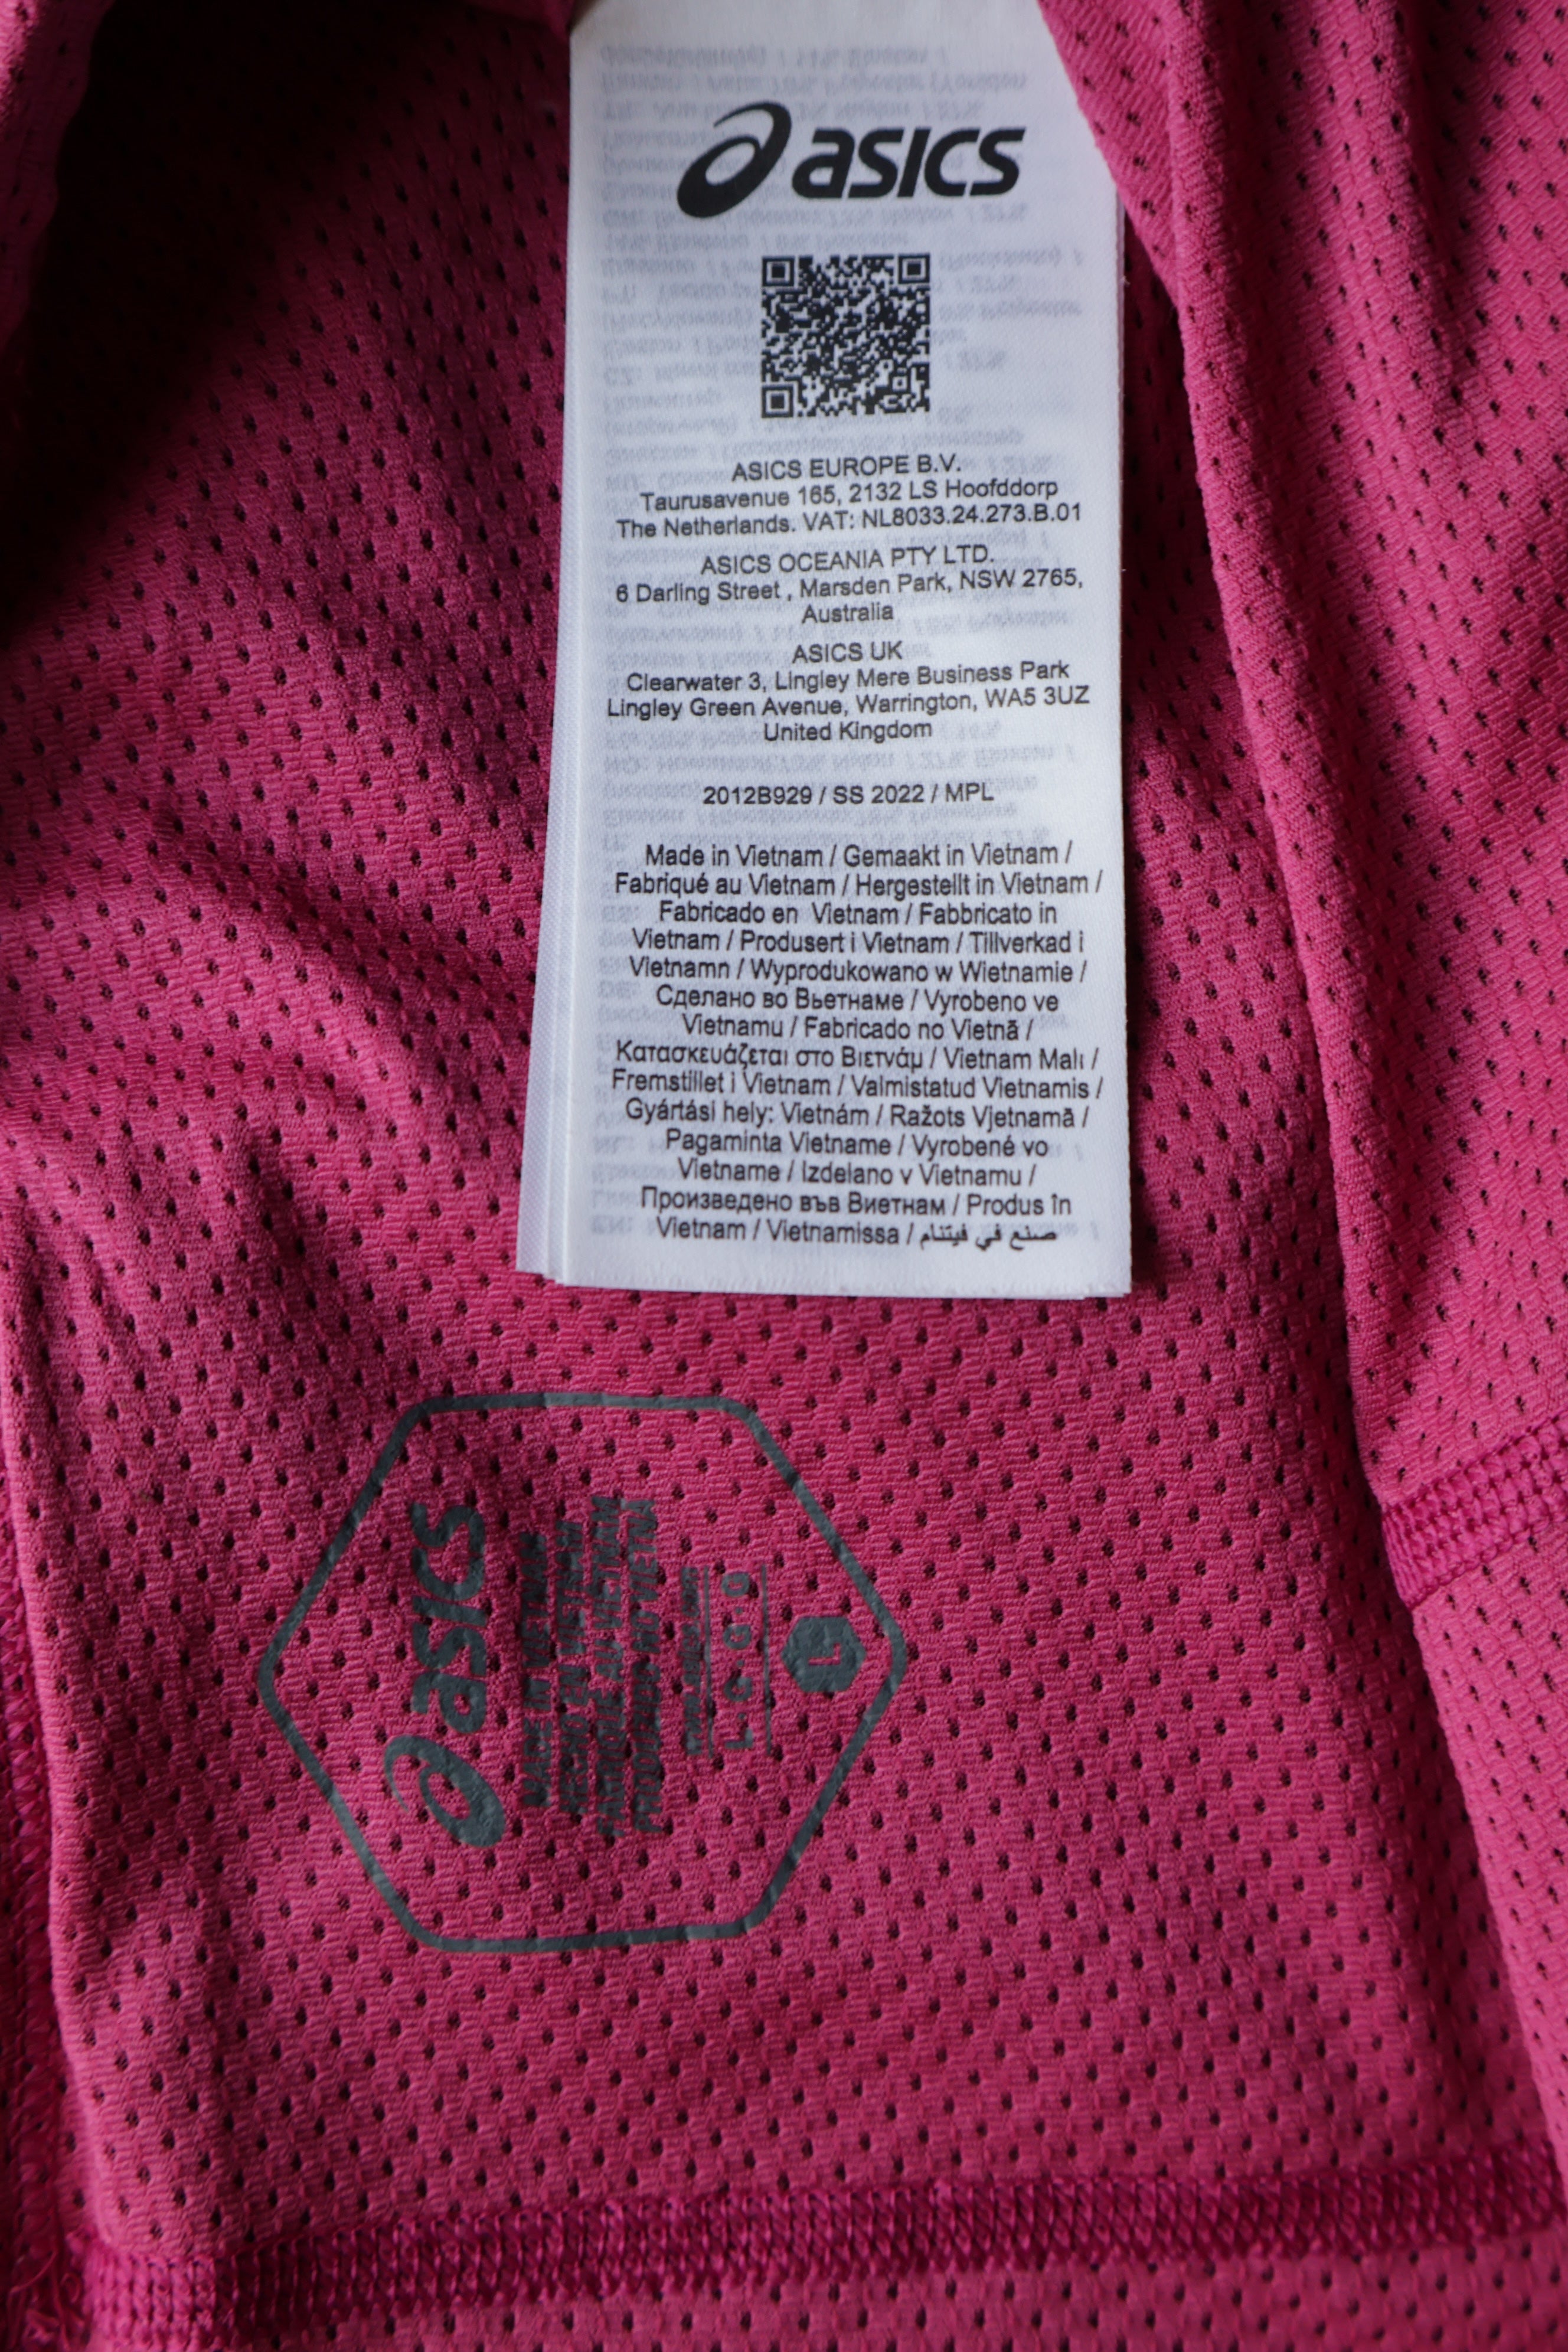 asics
ASICS EUROPE B.V.
Taurusavenue 165, 2132 LS Hoofddorp
The Netherlands. VAT: NL8033.24.273.B.01
ASICS OCEANIA PTY LTD.
6 Darling Street , Marsden Park, NSW 2765,
Australia
ASICS UK
Clearwater 3, Lingley Mere Business Park
Lingley Green Avenue, Warrington, WA5 3UZ
United Kingdom
2012B929 / SS 2022 / MPL
Made in Vietnam / Gemaakt in Vietnam /
Fabriqué au Vietnam / Hergestellt in Vietnam /
Fabricado en Vietnam / Fabbricato in
Vietnam / Produsert i Vietnam / Tillverkad i
Vietnamn / Wyprodukowano w Wietnamie /
Сделано во Вьетнаме / Vyrobeno ve
Vietnamu / Fabricado no Vietnã /
Κατασκευάζεται στο Βιετνάμ / Vietnam Malı /
Fremstillet i Vietnam / Valmistatud Vietnamis /
Gyártási hely: Vietnám / Ražots Vjetnamā /
Pagaminta Vietname / Vyrobené vo
Vietname / Izdelano v Vietnamu /
Произведено във Виетнам / Produs în
Vietnam / Vietnamissa / صنع في فيتنام
asics
MADE IN VIETNAM
HECHO EN VIETNAM
FABRIQUÉ AU VIETNAM
L